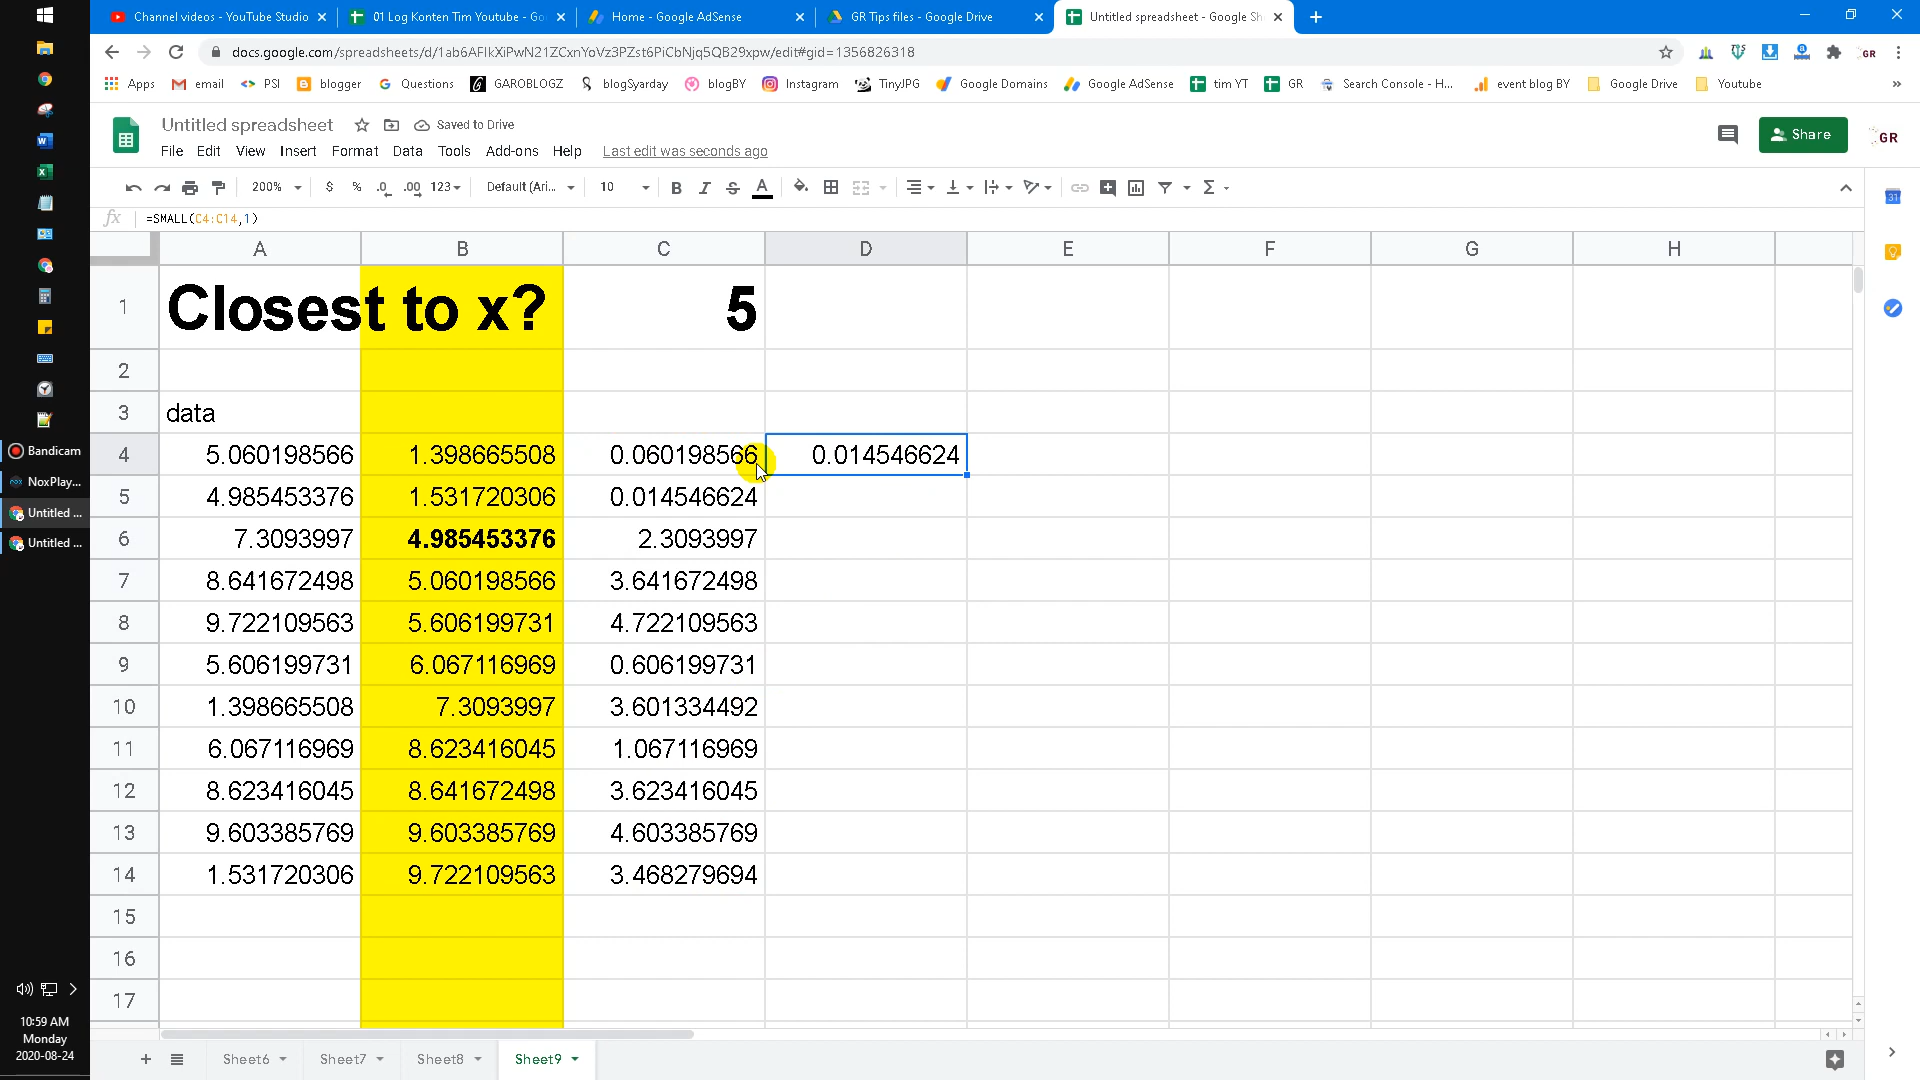 Channel videos - YouTube Studio
01 Log Konten Tim Youtube - Go
Home - Google AdSense
GR Tips files - Google Drive
Untitled spreadsheet - Google Sh
docs.google.com/spreadsheets/d/1ab6AFIkXiPwN21ZCxnYoVz3PZst6PiCbNjq5QB29xpw/edit#gid=1356826318
GR
Apps email PSI blogger Questions GAROBLOGZ blogSyarday blogBY Instagram TinyJPG Google Domains Google AdSense tim YT GR Search Console - H... event blog BY Google Drive Youtube »
Untitled spreadsheet Saved to Drive
Share
GR
File Edit View Insert Format Data Tools Add-ons Help Last edit was seconds ago
200% $ % .0 .00 123 Default (Ari... 10 B I S A Σ
fx =SMALL(C4:C14,1)
31
A B C D E F G H
1 Closest to x? 5
2
3 data
4 5.060198566 1.398665508 0.060198566 0.014546624
5 4.985453376 1.531720306 0.014546624
6 7.3093997 4.985453376 2.3093997
7 8.641672498 5.060198566 3.641672498
8 9.722109563 5.606199731 4.722109563
9 5.606199731 6.067116969 0.606199731
10 1.398665508 7.3093997 3.601334492
11 6.067116969 8.623416045 1.067116969
12 8.623416045 8.641672498 3.623416045
13 9.603385769 9.603385769 4.603385769
14 1.531720306 9.722109563 3.468279694
15
16
17
Sheet6 Sheet7 Sheet8 Sheet9
Bandicam
NoxPlay...
Untitled ...
Untitled ...
10:59 AM
Monday
2020-08-24